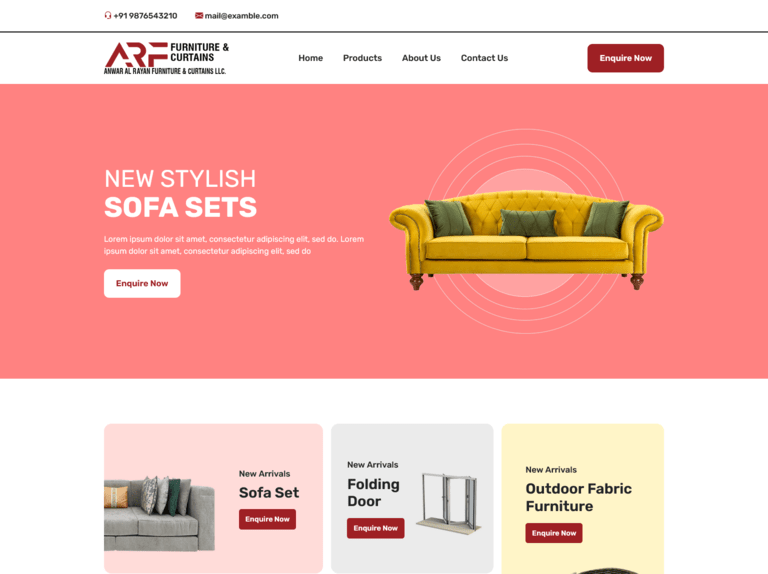 +91 9876543210 mail@examble.com
ARF FURNITURE & CURTAINS
ANWAR AL RAYAN FURNITURE & CURTAINS LLC.
Home Products About Us Contact Us
Enquire Now
NEW STYLISH
SOFA SETS
Lorem ipsum dolor sit amet, consectetur adipiscing elit, sed do. Lorem
ipsum dolor sit amet, consectetur adipiscing elit, sed do
Enquire Now
New Arrivals
Sofa Set
Enquire Now
New Arrivals
Folding
Door
Enquire Now
New Arrivals
Outdoor Fabric
Furniture
Enquire Now